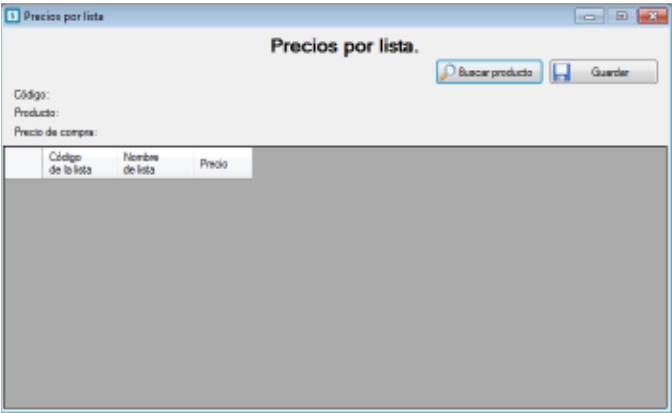 Precios por lista
Precios por lista.
Buscar producto
Guardar
Código:
Producto:
Precio de compra:
Código de la lista
Nombre de lista
Precio